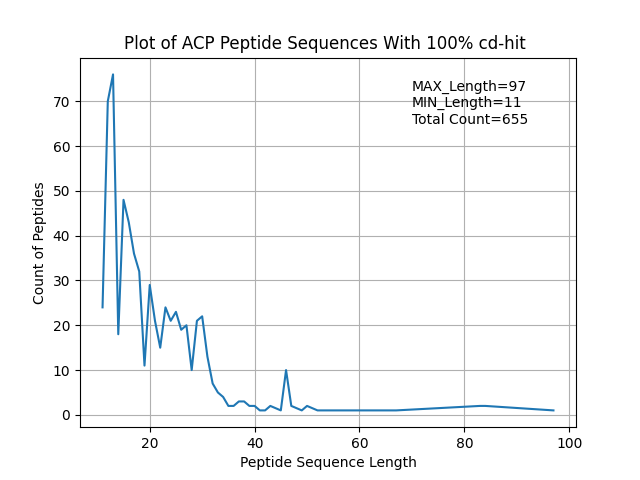 Plot of ACP Peptide Sequences With 100% cd-hit
MAX_Length=97
MIN_Length=11
Total Count=655
Count of Peptides
70
60
50
40
30
20
10
0
20 40 60 80 100
Peptide Sequence Length